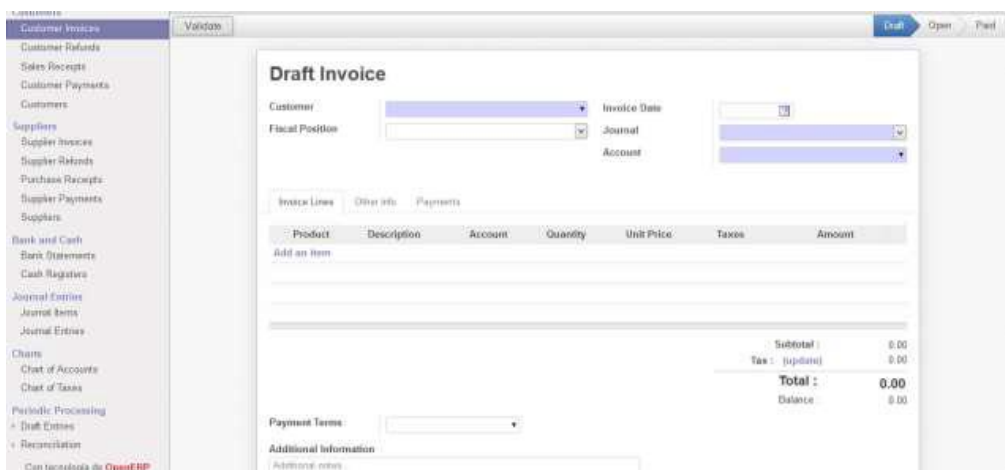 Customers
Customer Invoices
Customer Refunds
Sales Receipts
Customer Payments
Customers
Suppliers
Supplier Invoices
Supplier Refunds
Purchase Receipts
Supplier Payments
Suppliers
Bank and Cash
Bank Statements
Cash Registers
Journal Entries
Journal Items
Journal Entries
Charts
Chart of Accounts
Chart of Taxes
Periodic Processing
Draft Entries
Reconciliation
Con tecnología de OpenERP
Validate
Draft Open Paid
Draft Invoice
Customer
Invoice Date
Fiscal Position
Journal
Account
Invoice Lines Other Info Payments
Product Description Account Quantity Unit Price Taxes Amount
Add an item
Subtotal : 0.00
Tax : (update) 0.00
Total : 0.00
Balance : 0.00
Payment Terms
Additional Information
Additional notes...